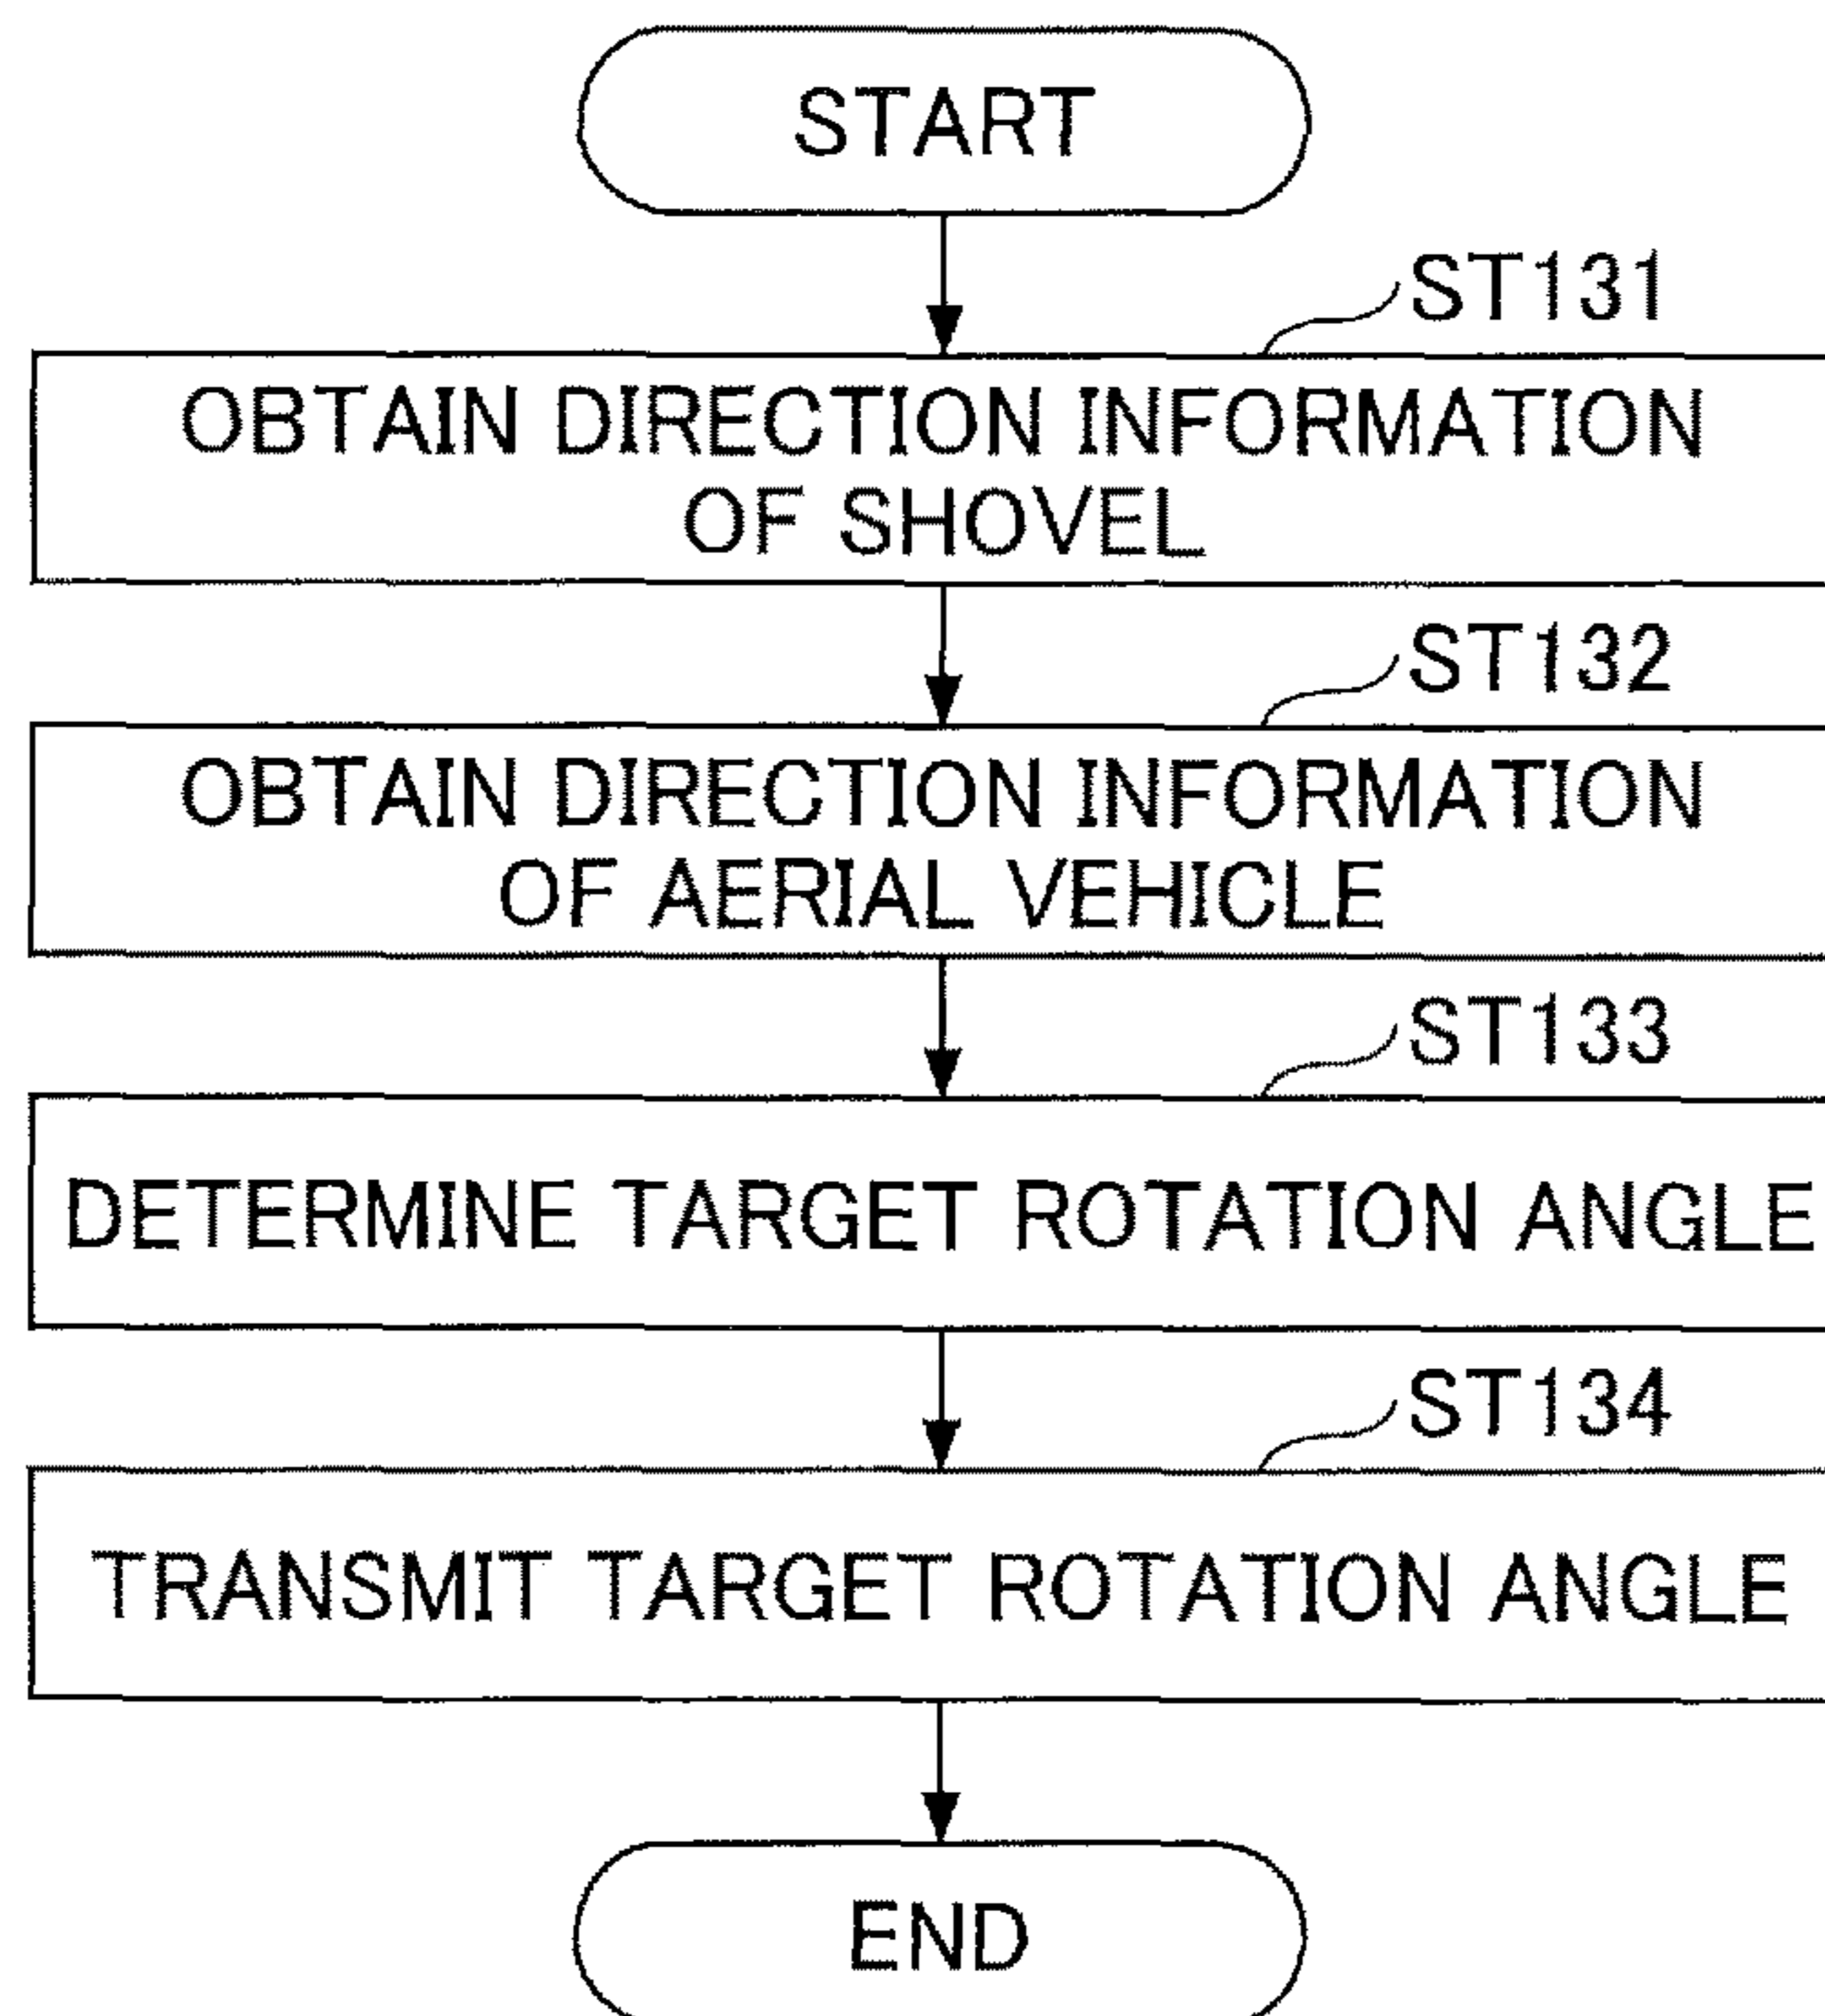 START
ST131
OBTAIN DIRECTION INFORMATION
OF SHOVEL
ST132
OBTAIN DIRECTION INFORMATION
OF AERIAL VEHICLE
ST133
DETERMINE TARGET ROTATION ANGLE
ST134
TRANSMIT TARGET ROTATION ANGLE
END